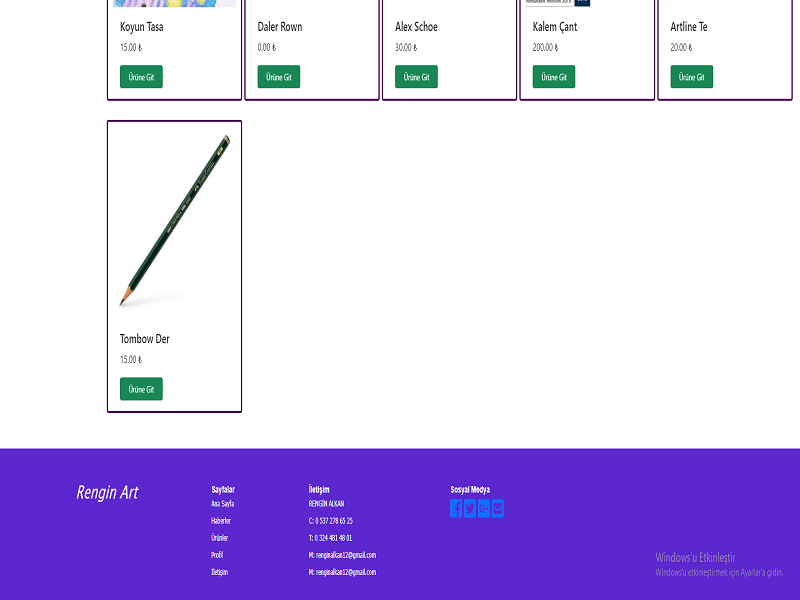 Koyun Tasa
15.00 ₺
Ürüne Git
Daler Rown
0.00 ₺
Ürüne Git
Alex Schoe
30.00 ₺
Ürüne Git
Kalem Çant
200.00 ₺
Ürüne Git
Artline Te
20.00 ₺
Ürüne Git
Tombow Der
15.00 ₺
Ürüne Git
Rengin Art
Sayfalar
Ana Sayfa
Haberler
Ürünler
Profil
İletişim
İletişim
RENGİN ALKAN
C: 0 537 278 65 25
T: 0 324 481 48 01
M: renginalkan12@gmail.com
M: renginalkan12@gmail.com
Sosyal Medya
Windows'u Etkinleştir
Windows'u etkinleştirmek için Ayarlar'a gidin.